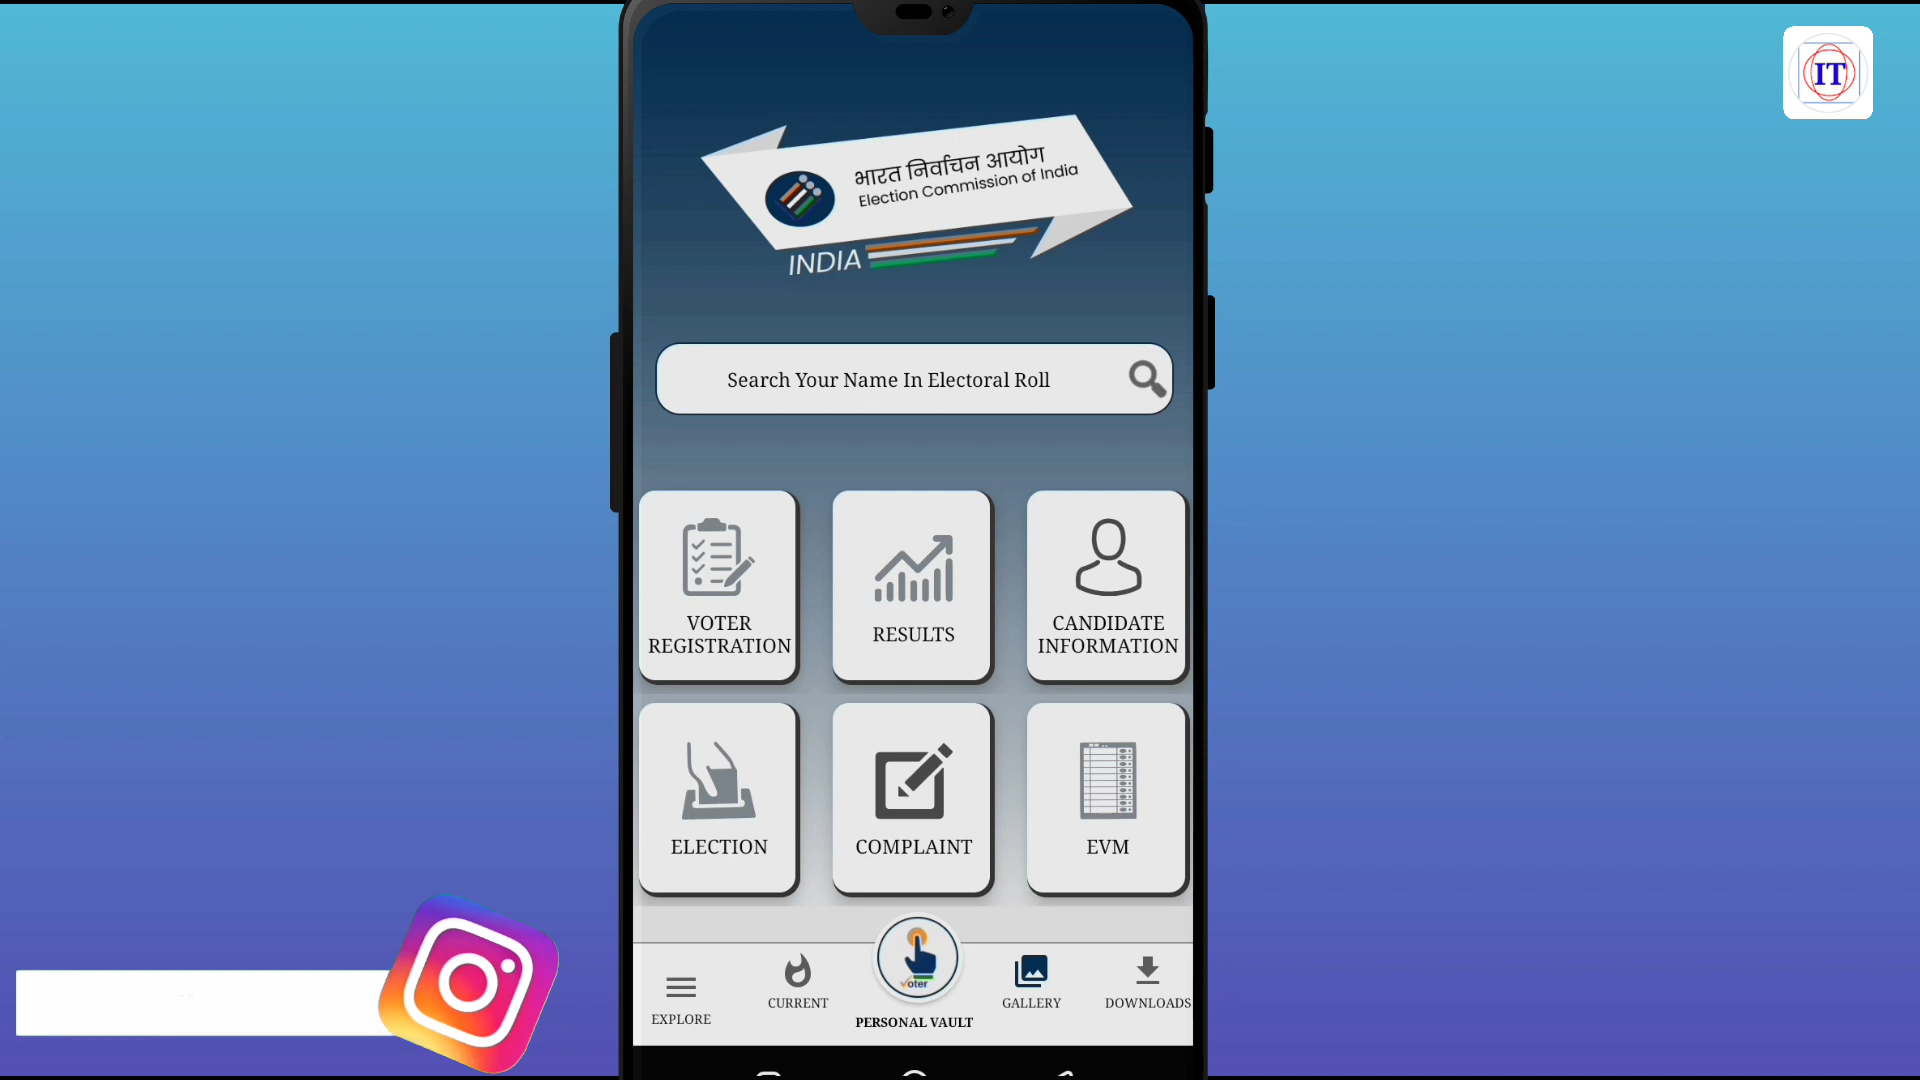 IT
भारत निर्वाचन आयोग
Election Commission of India
INDIA
Search Your Name In Electoral Roll
VOTER
REGISTRATION
RESULTS
CANDIDATE
INFORMATION
ELECTION
COMPLAINT
EVM
EXPLORE
CURRENT
Voter
PERSONAL VAULT
GALLERY
DOWNLOADS